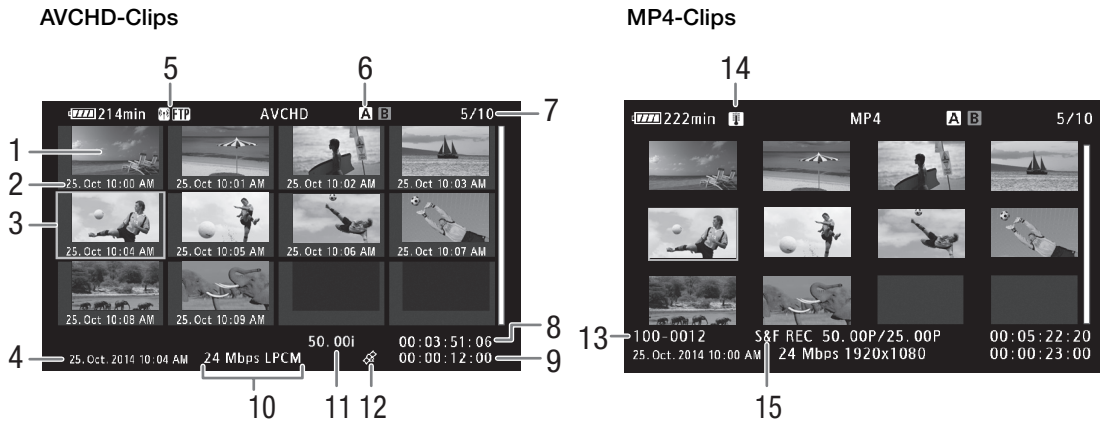 AVCHD-Clips
MP4-Clips
5
6
214min FTP AVCHD A B 5/10
7
1
2
25. Oct 10:00 AM 25. Oct 10:01 AM 25. Oct 10:02 AM 25. Oct 10:03 AM
3
25. Oct 10:04 AM 25. Oct 10:05 AM 25. Oct 10:06 AM 25. Oct 10:07 AM
25. Oct 10:08 AM 25. Oct 10:09 AM
50.00i 00:03:51:06
8
4
25. Oct. 2014 10:04 AM 24 Mbps LPCM 00:00:12:00
9
10
11
12
14
222min MP4 A B 5/10
13
100-0012 S&F REC 50.00P/25.00P 00:05:22:20
25. Oct. 2014 10:00 AM 24 Mbps 1920x1080 00:00:23:00
15